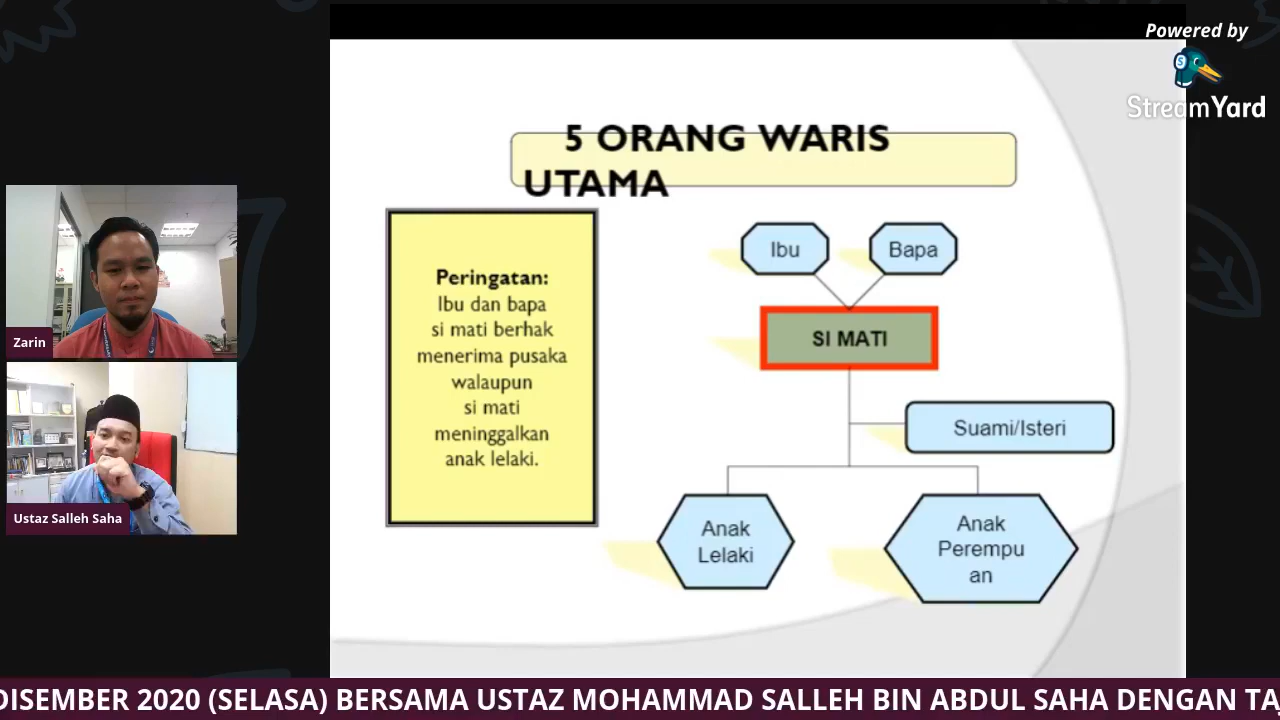 Powered by
StreamYard
5 ORANG WARIS
UTAMA
Peringatan:
Ibu dan bapa
si mati berhak
menerima pusaka
walaupun
si mati
meninggalkan
anak lelaki.
Ibu
Bapa
SI MATI
Suami/Isteri
Anak
Lelaki
Anak
Perempu
an
Zarin
Ustaz Salleh Saha
DISEMBER 2020 (SELASA) BERSAMA USTAZ MOHAMMAD SALLEH BIN ABDUL SAHA DENGAN